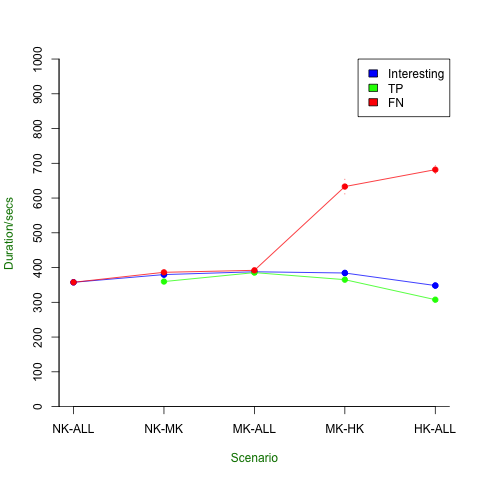 Interesting
TP
FN
Duration/secs
1000
900
800
700
600
500
400
300
200
100
0
NK-ALL NK-MK MK-ALL MK-HK HK-ALL
Scenario